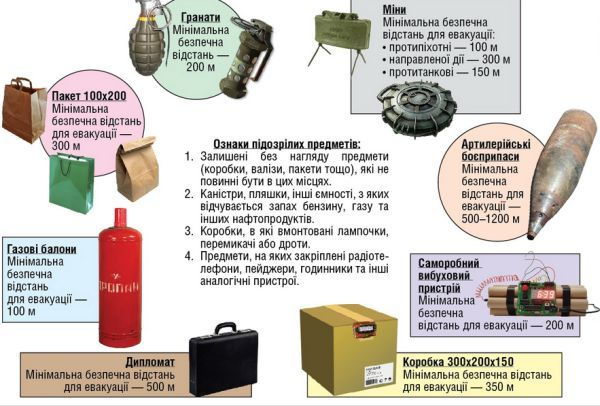 Гранати
Мінімальна
безпечна
відстань —
200 м
Міни
Мінімальна безпечна
відстань для евакуації:
• протипіхотні — 100 м
• направленої дії — 300 м
• протитанкові — 150 м
Пакет 100х200
Мінімальна
безпечна відстань
для евакуації —
300 м
Ознаки підозрілих предметів:
1. Залишені без нагляду предмети
(коробки, валізи, пакети тощо), які не
повинні бути в цих місцях.
2. Каністри, пляшки, інші ємності, з яких
відчувається запах бензину, газу та
інших нафтопродуктів.
3. Коробки, в які вмонтовані лампочки,
перемикачі або дроти.
4. Предмети, на яких закріплені радіоте-
лефони, пейджери, годинники та інші
аналогічні пристрої.
Артилерійські
боєприпаси
Мінімальна
безпечна
відстань для
евакуації —
500–1200 м
Газові балони
Мінімальна
безпечна
відстань
для евакуації —
100 м
ПРОПАН
Саморобний
вибуховий
пристрій
Мінімальна
безпечна
відстань для евакуації — 200 м
Дипломат
Мінімальна безпечна відстань
для евакуації — 500 м
Коробка 300х200х150
Мінімальна безпечна відстань
для евакуації — 350 м